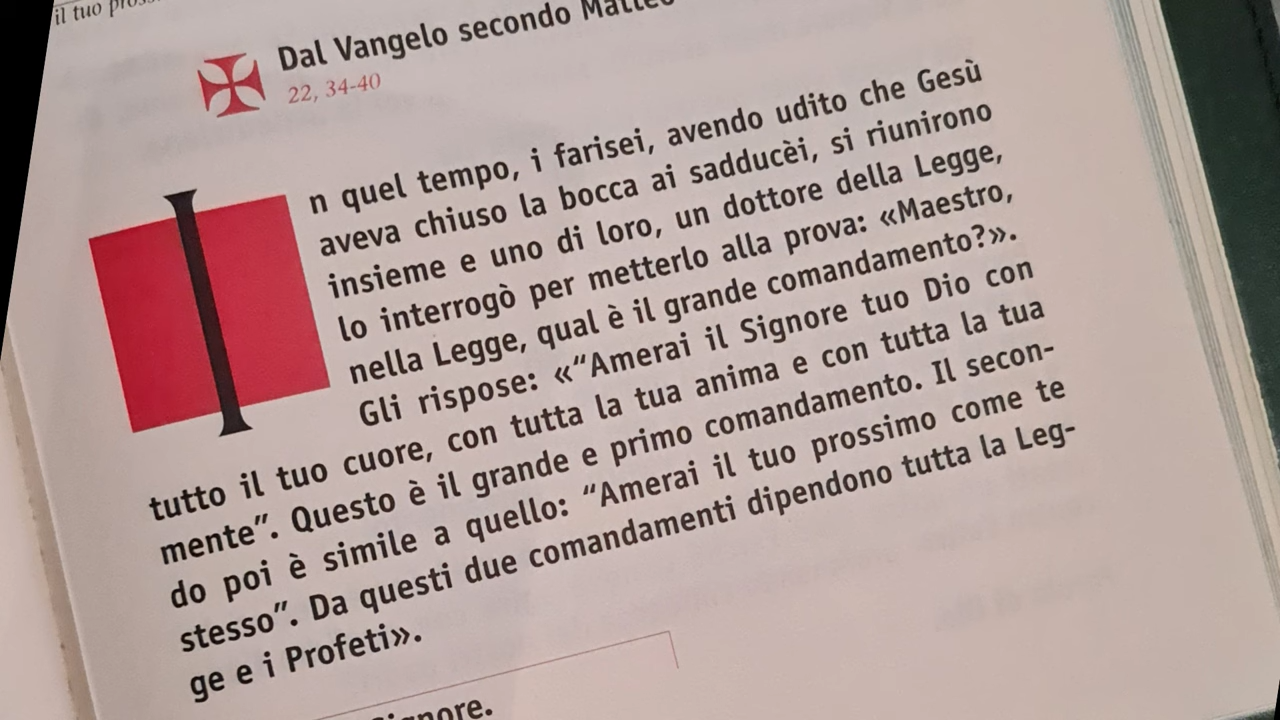 il tuo
Dal Vangelo secondo Matteo
22, 34-40
In quel tempo, i farisei, avendo udito che Gesù
aveva chiuso la bocca ai sadducèi, si riunirono
insieme e uno di loro, un dottore della Legge,
lo interrogò per metterlo alla prova: «Maestro,
nella Legge, qual è il grande comandamento?».
Gli rispose: «“Amerai il Signore tuo Dio con
tutto il tuo cuore, con tutta la tua anima e con tutta la tua
mente”. Questo è il grande e primo comandamento. Il secon-
do poi è simile a quello: “Amerai il tuo prossimo come te
stesso”. Da questi due comandamenti dipendono tutta la Leg-
ge e i Profeti».